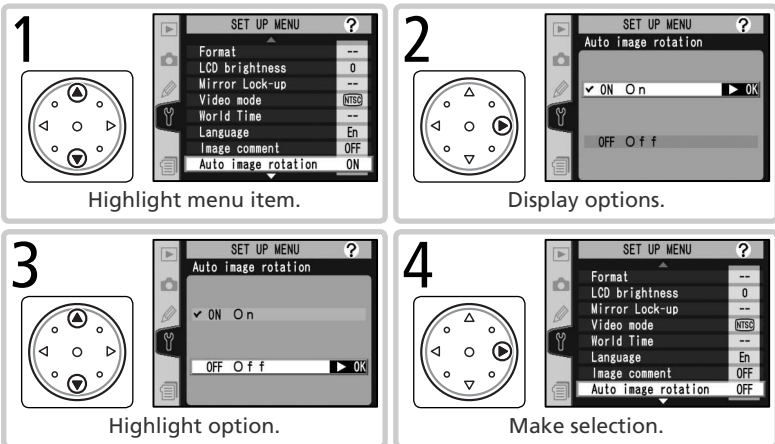 1
SET UP MENU ?
Format --
LCD brightness 0
Mirror Lock-up --
Video mode NTSC
World Time --
Language En
Image comment OFF
Auto image rotation ON
Highlight menu item.
2
SET UP MENU ?
Auto image rotation
ON On OK
OFF Off
Display options.
3
SET UP MENU ?
Auto image rotation
ON On
OFF Off OK
Highlight option.
4
SET UP MENU ?
Format --
LCD brightness 0
Mirror Lock-up --
Video mode NTSC
World Time --
Language En
Image comment OFF
Auto image rotation OFF
Make selection.